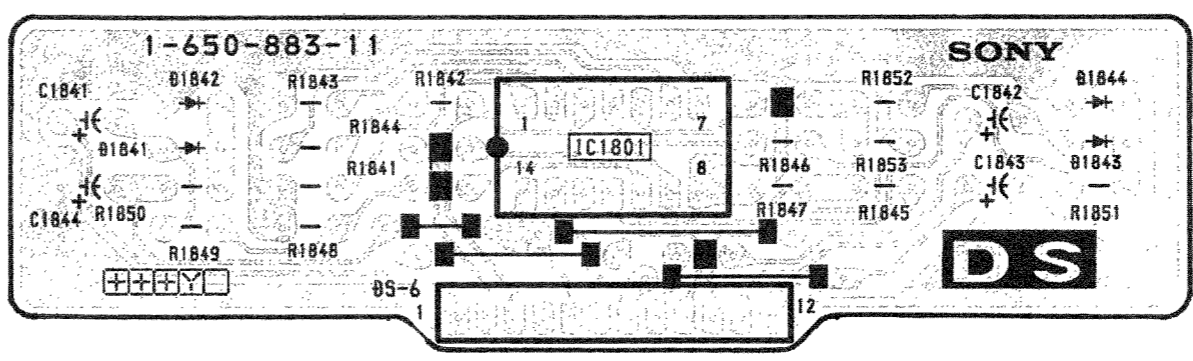 1-650-883-11
SONY
C1841
D1842
R1843
R1842
R1852
C1842
D1844
R1844
1
7
IC1801
D1841
R1841
14
8
R1846
R1853
C1843
D1843
C1844
R1850
R1847
R1845
R1851
R1849
R1848
DS
+++Y
DS-6
1
12